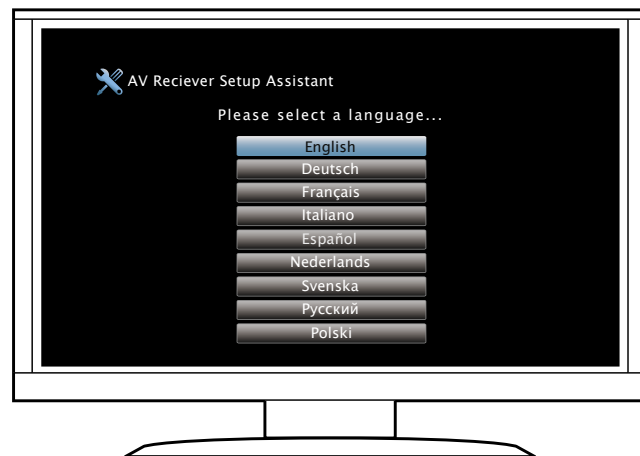 AV Reciever Setup Assistant
Please select a language...
English
Deutsch
Français
Italiano
Español
Nederlands
Svenska
Русский
Polski